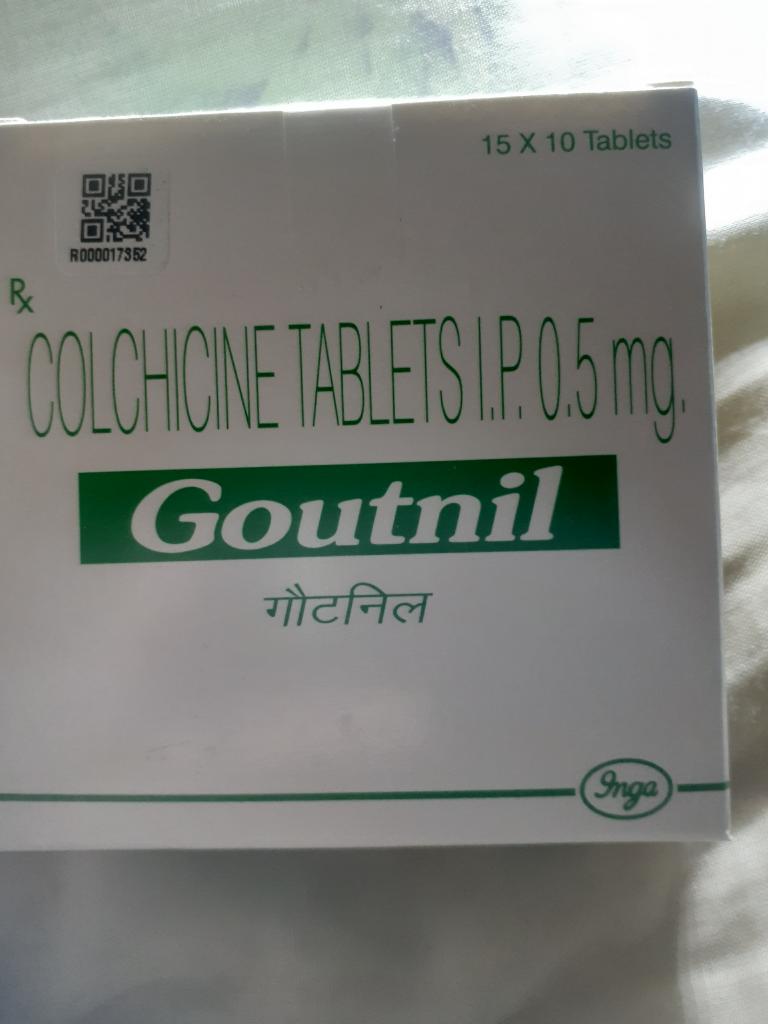 15 X 10 Tablets
R000017352
Rx
COLCHICINE TABLETS I.P. 0.5 mg.
Goutnil
गौटनिल
Inga